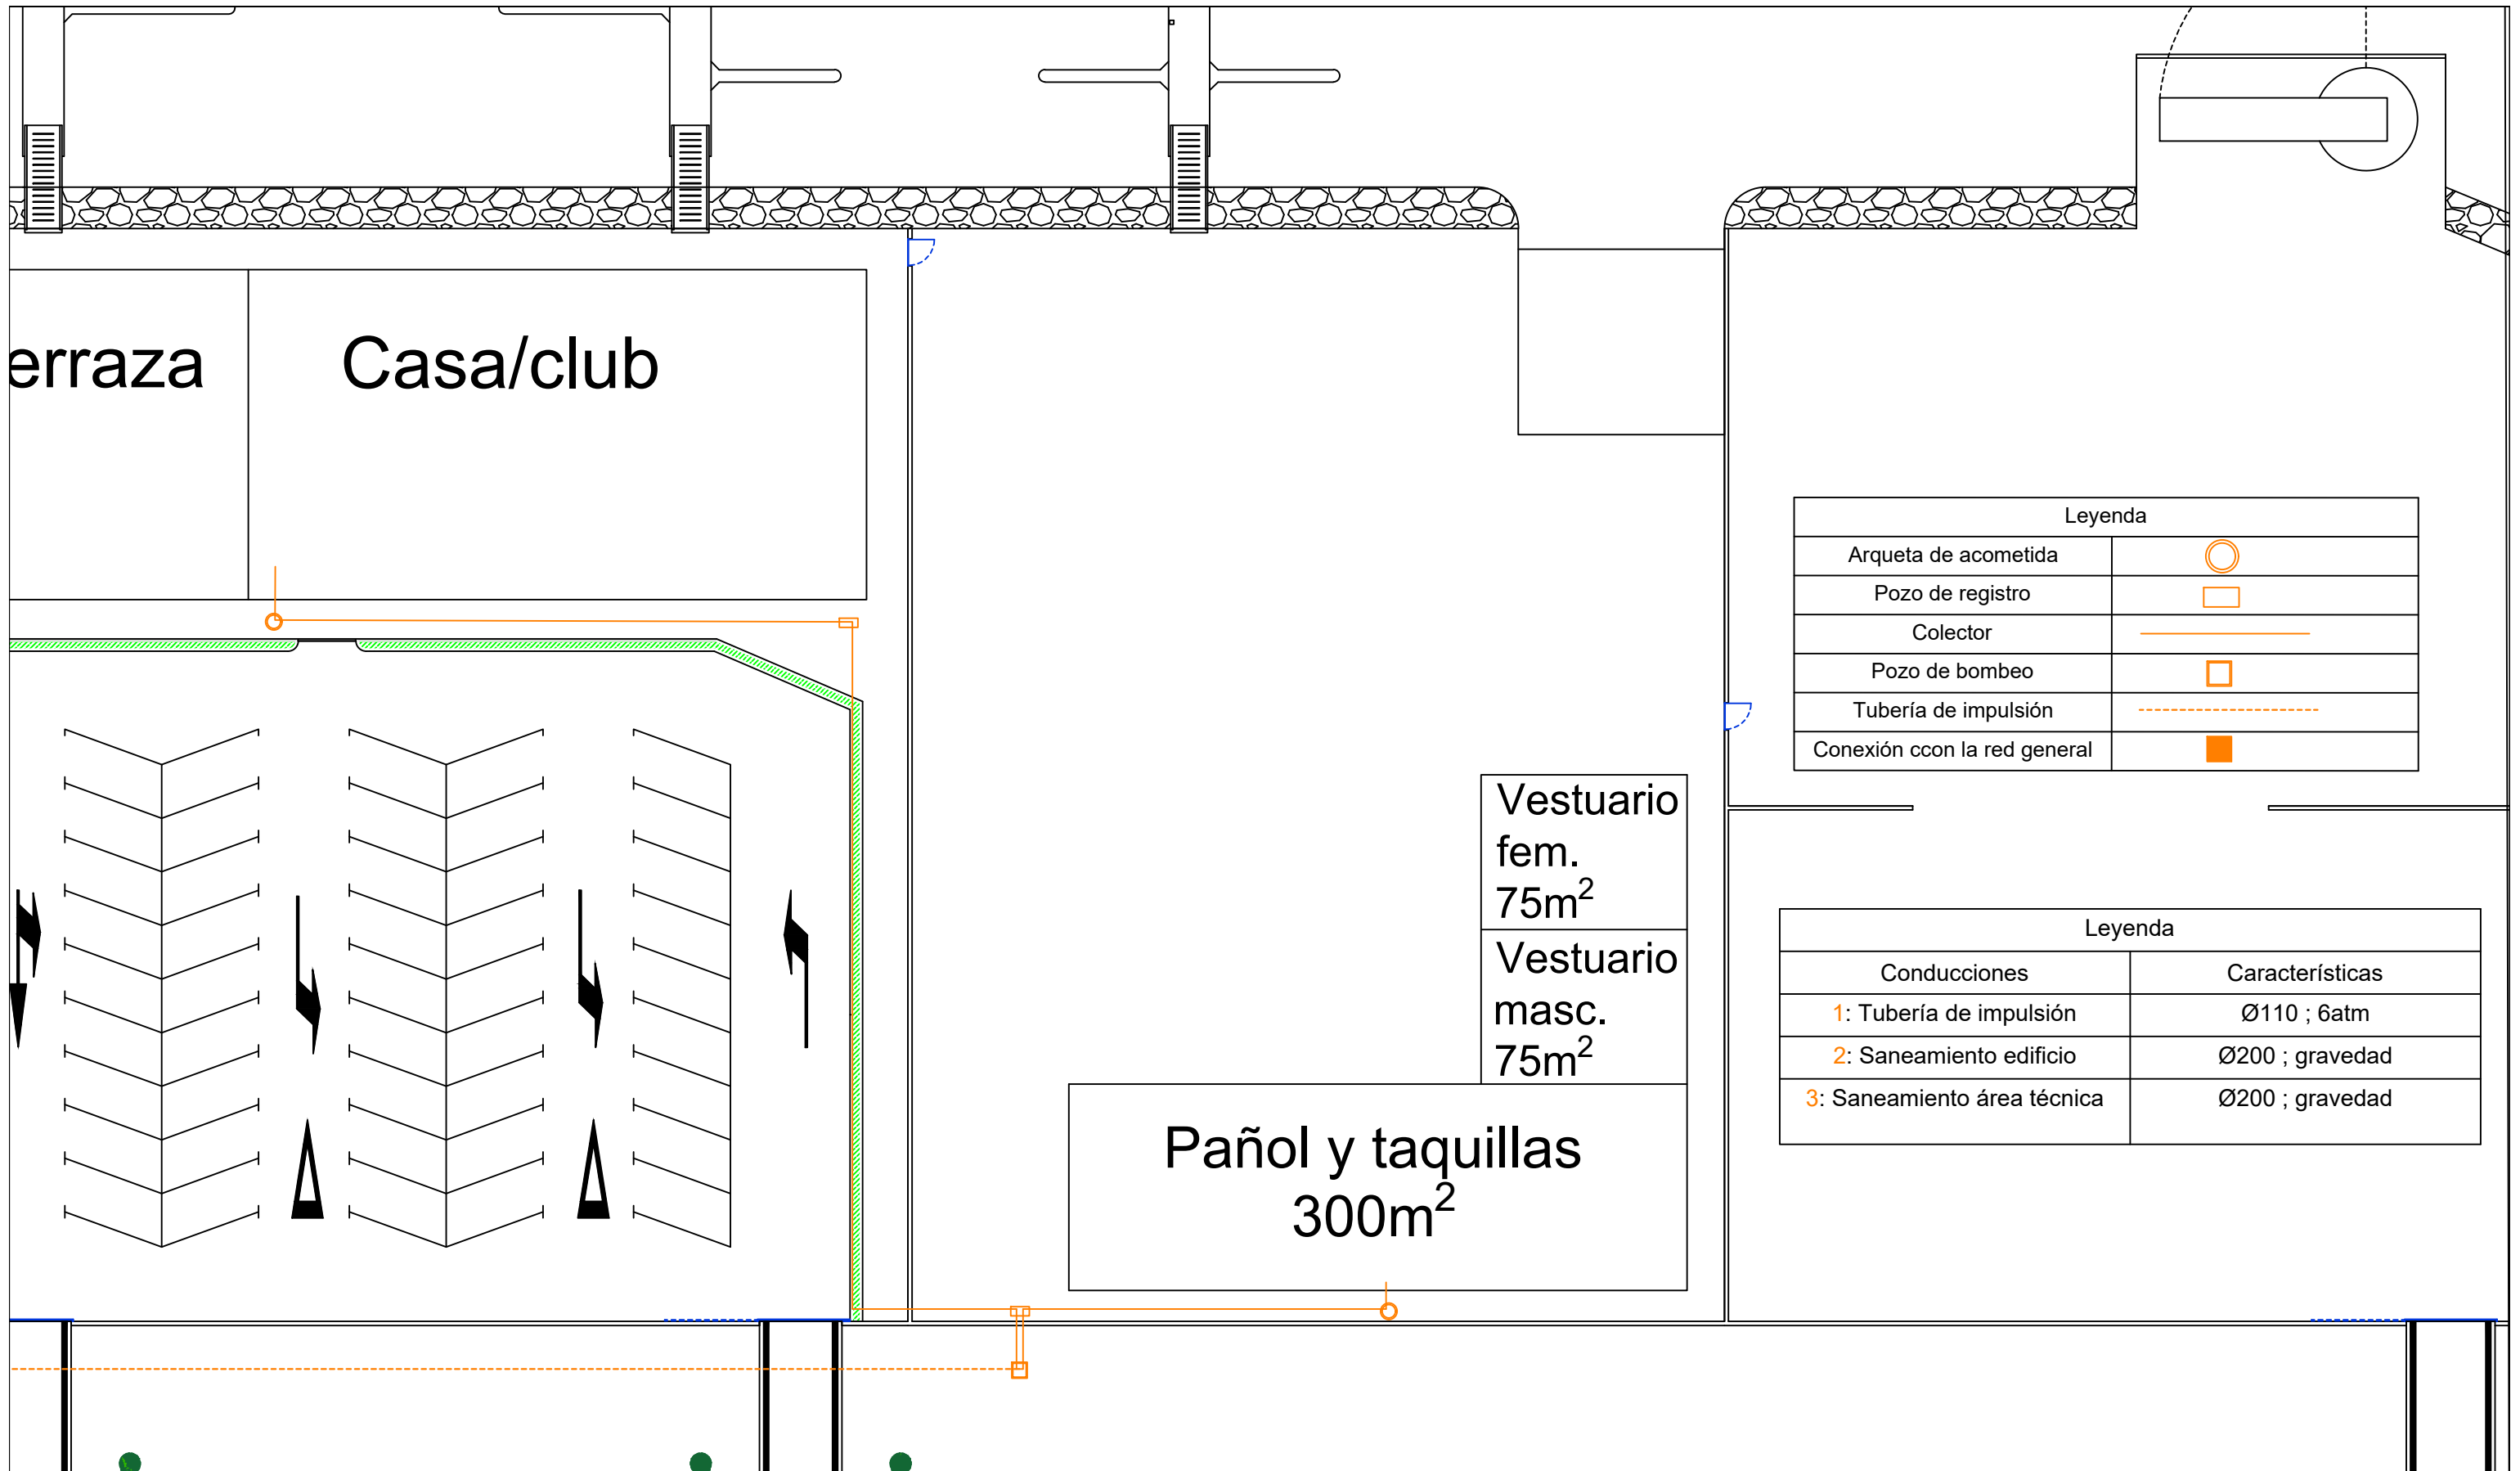 erraza
Casa/club
Leyenda
Arqueta de acometida
Pozo de registro
Colector
Pozo de bombeo
Tubería de impulsión
Conexión ccon la red general
Vestuario
fem.
75m²
Vestuario
masc.
75m²
Pañol y taquillas
300m²
Leyenda
Conducciones Características
1: Tubería de impulsión Ø110 ; 6atm
2: Saneamiento edificio Ø200 ; gravedad
3: Saneamiento área técnica Ø200 ; gravedad